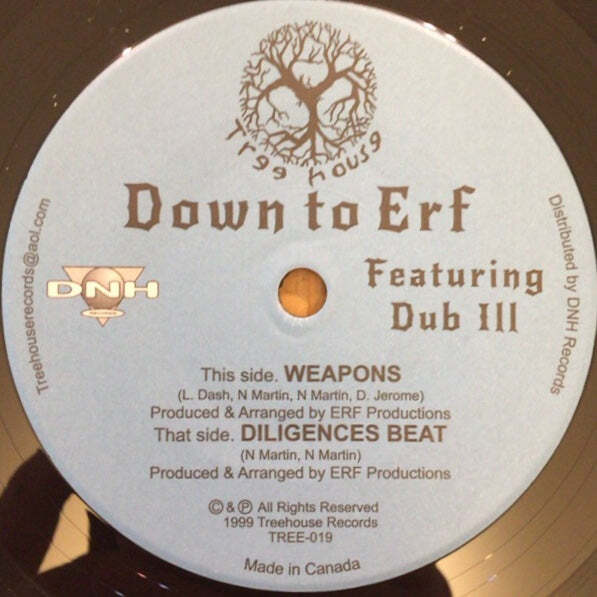 Tree house
Down to Erf
Featuring
Dub Ill
DNH
RECORDS
Treehouserecords@aol.com
Distributed by DNH Records
This side. WEAPONS
(L. Dash, N Martin, N Martin, D. Jerome)
Produced & Arranged by ERF Productions
That side. DILIGENCES BEAT
(N Martin, N Martin)
Produced & Arranged by ERF Productions
© & ℗ All Rights Reserved
1999 Treehouse Records
TREE-019
Made in Canada